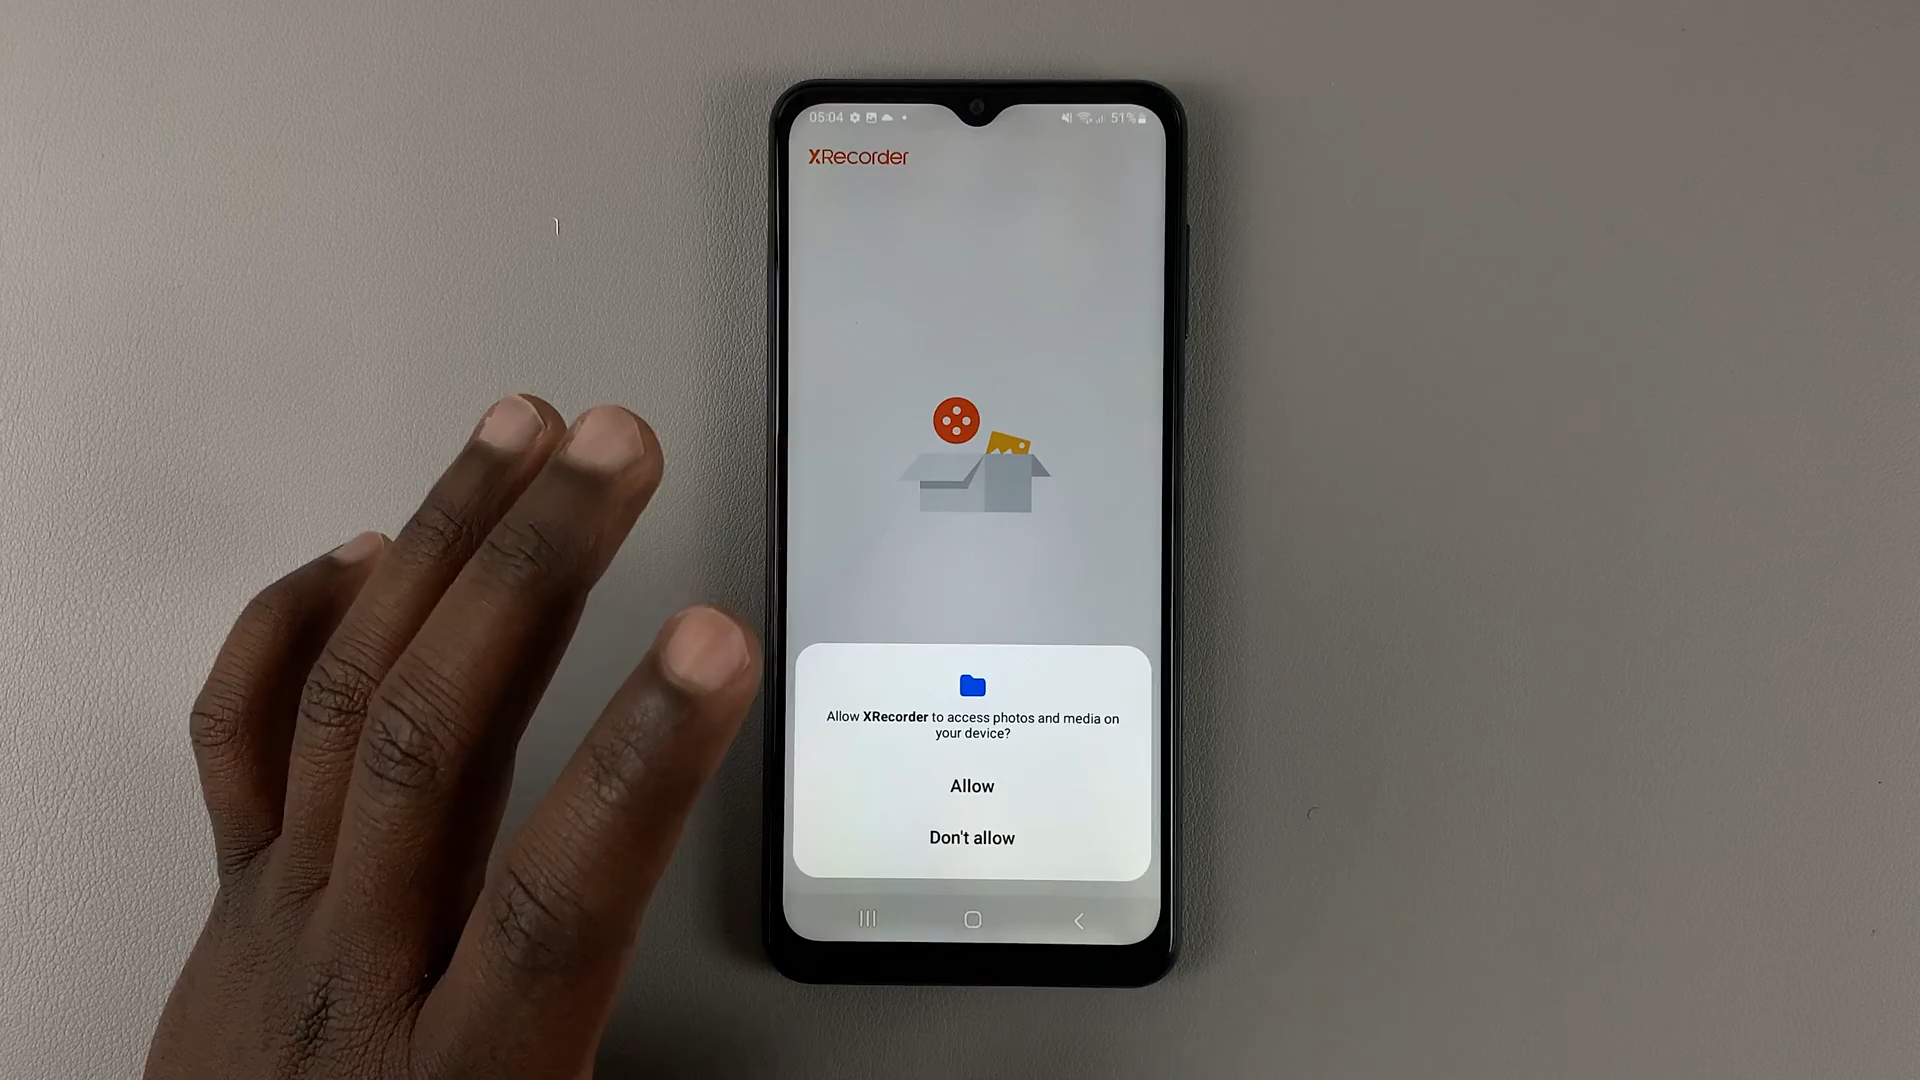 05:04
51%
XRecorder
Allow XRecorder to access photos and media on
your device?
Allow
Don't allow